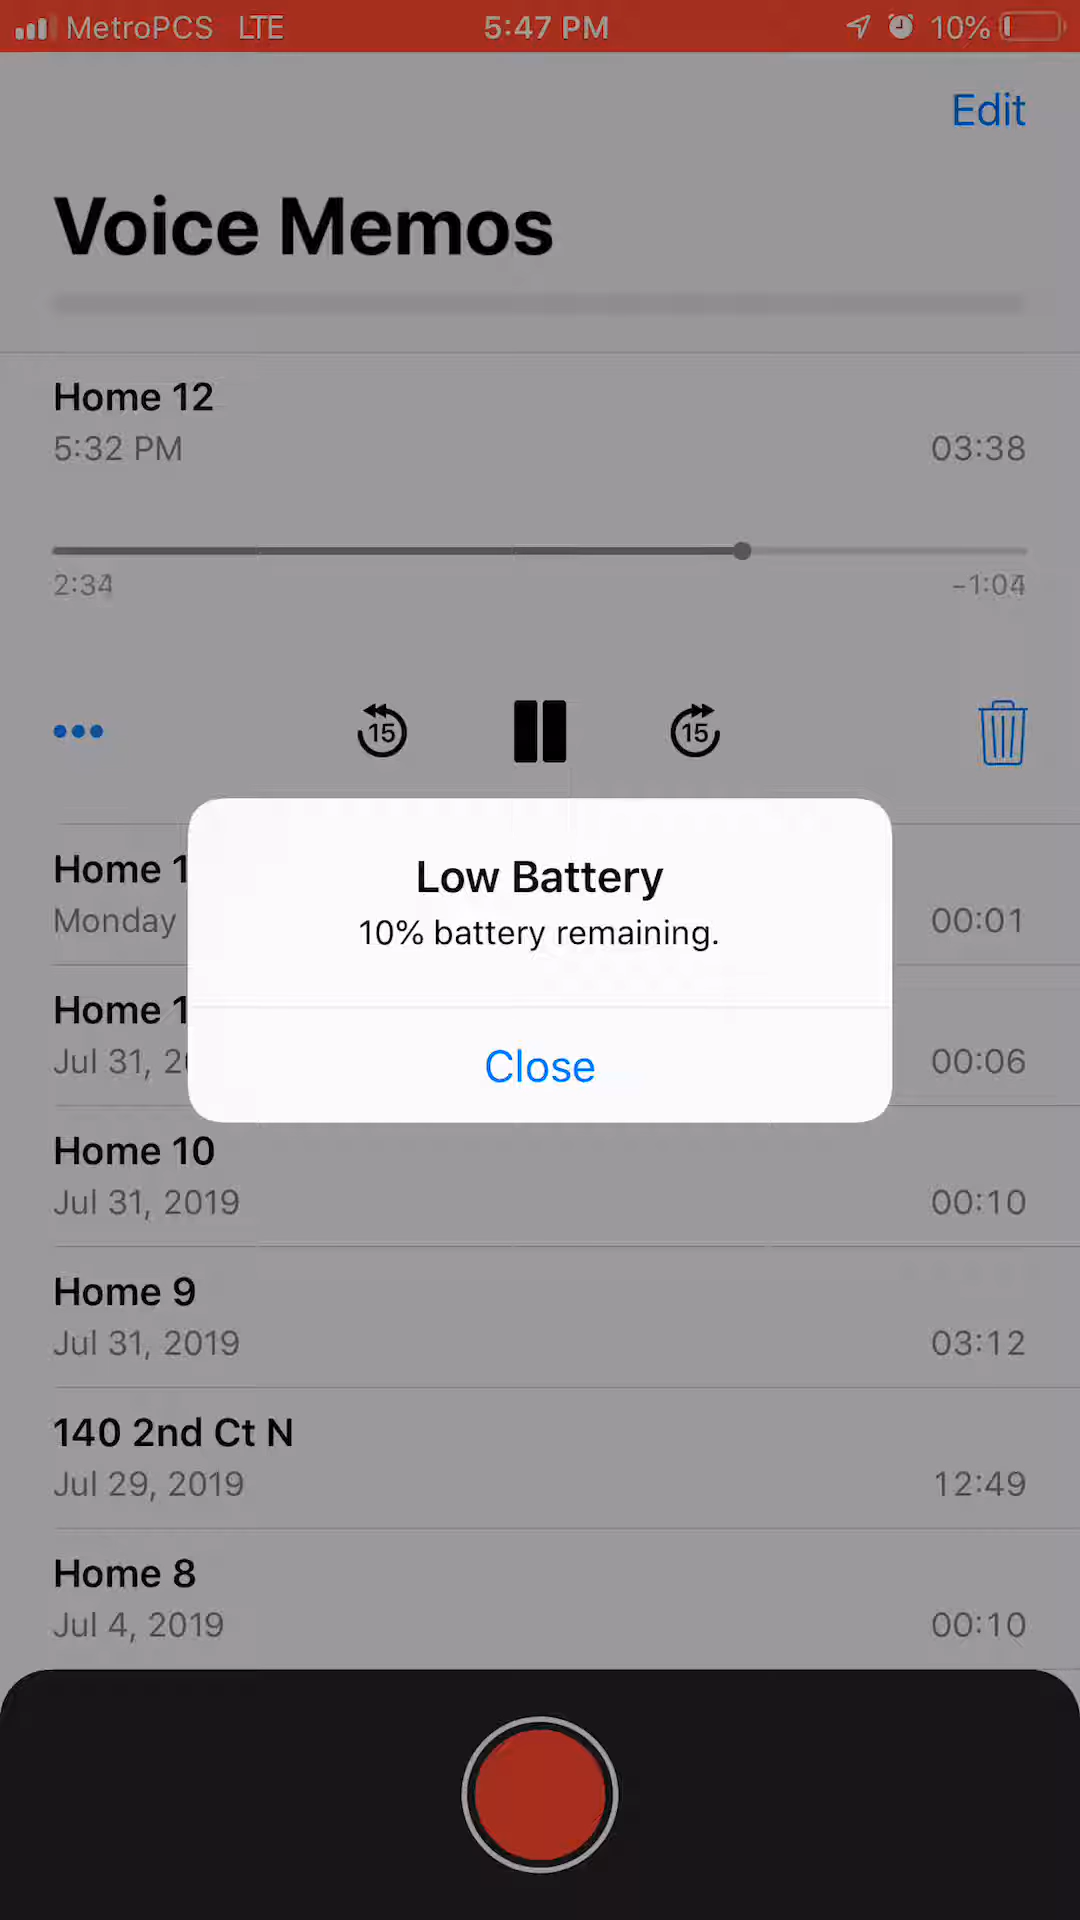 MetroPCS LTE 5:47 PM 10%
Edit
Voice Memos
Home 12
5:32 PM 03:38
2:34 -1:04
15 15
Home 1
Monday 00:01
Low Battery
10% battery remaining.
Home 1
Jul 31, 2 00:06
Close
Home 10
Jul 31, 2019 00:10
Home 9
Jul 31, 2019 03:12
140 2nd Ct N
Jul 29, 2019 12:49
Home 8
Jul 4, 2019 00:10